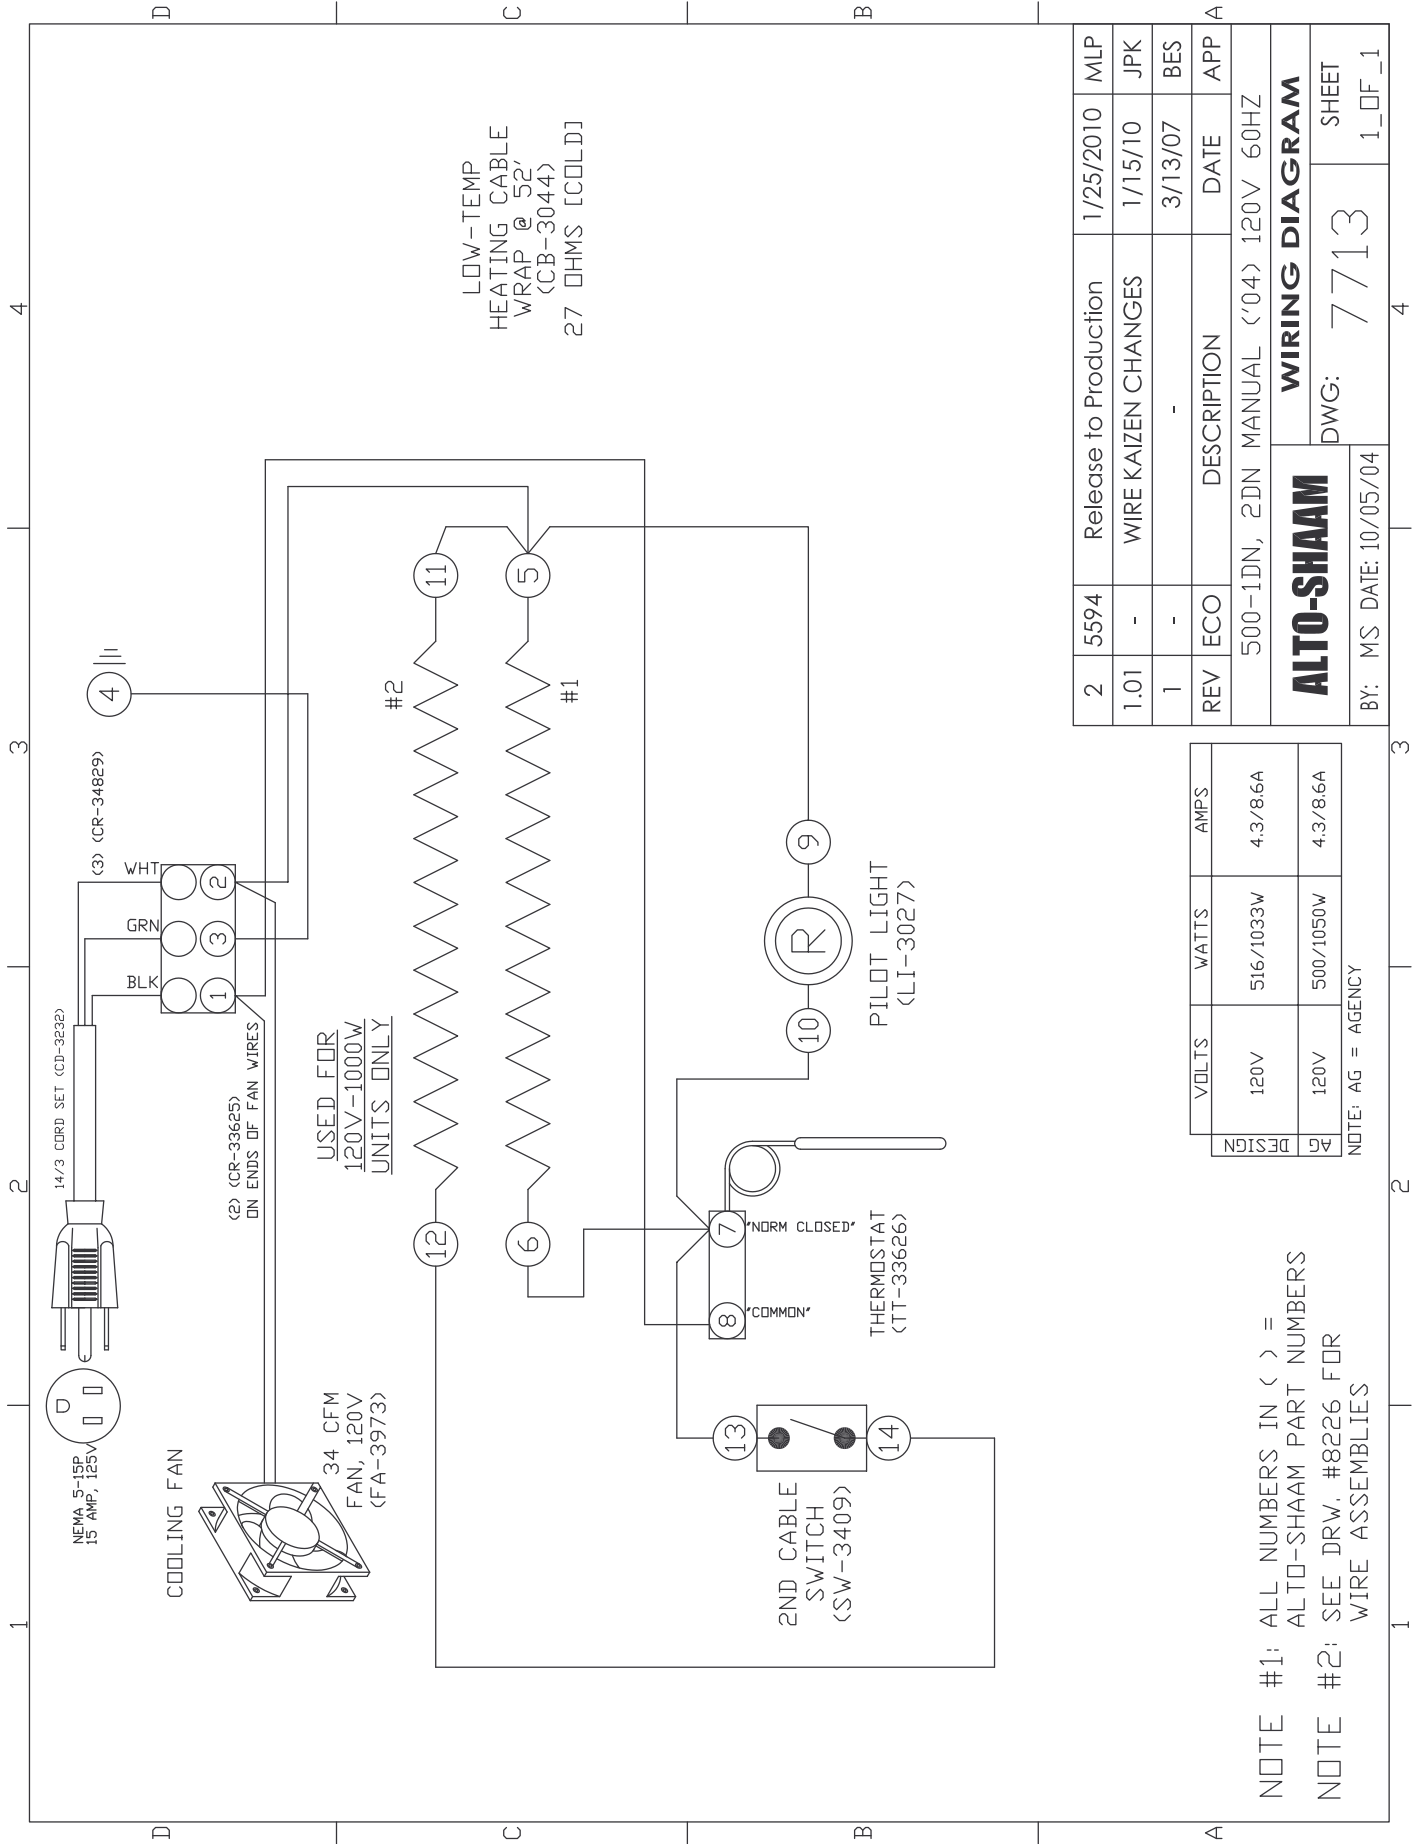 D
C
B
A
1
2
3
4
NEMA 5-15P
15 AMP, 125V
14/3 CORD SET (CD-3232)
(3) (CR-34829)
BLK
GRN
WHT
1
3
2
4
COOLING FAN
34 CFM
FAN, 120V
(FA-3973)
(2) (CR-33625)
ON ENDS OF FAN WIRES
USED FOR
120V-1000W
UNITS ONLY
12
#2
11
6
#1
5
LOW-TEMP
HEATING CABLE
WRAP @ 52'
(CB-3044)
27 OHMS [COLD]
8
7
"COMMON"
"NORM CLOSED"
THERMOSTAT
(TT-33626)
13
14
2ND CABLE
SWITCH
(SW-3409)
10
R
9
PILOT LIGHT
(LI-3027)
NOTE #1: ALL NUMBERS IN ( ) =
ALTO-SHAAM PART NUMBERS
NOTE #2: SEE DRW. #8226 FOR
WIRE ASSEMBLIES
VOLTS WATTS AMPS
DESIGN 120V 516/1033W 4.3/8.6A
AG 120V 500/1050W 4.3/8.6A
NOTE: AG = AGENCY
2 5594 Release to Production 1/25/2010 MLP
1.01 - WIRE KAIZEN CHANGES 1/15/10 JPK
1 - - 3/13/07 BES
REV ECO DESCRIPTION DATE APP
500-1DN, 2DN MANUAL ('04) 120V 60HZ
ALTO-SHAAM
WIRING DIAGRAM
BY: MS DATE: 10/05/04
DWG: 7713
SHEET
1_OF_1
D
C
B
A
1
2
3
4